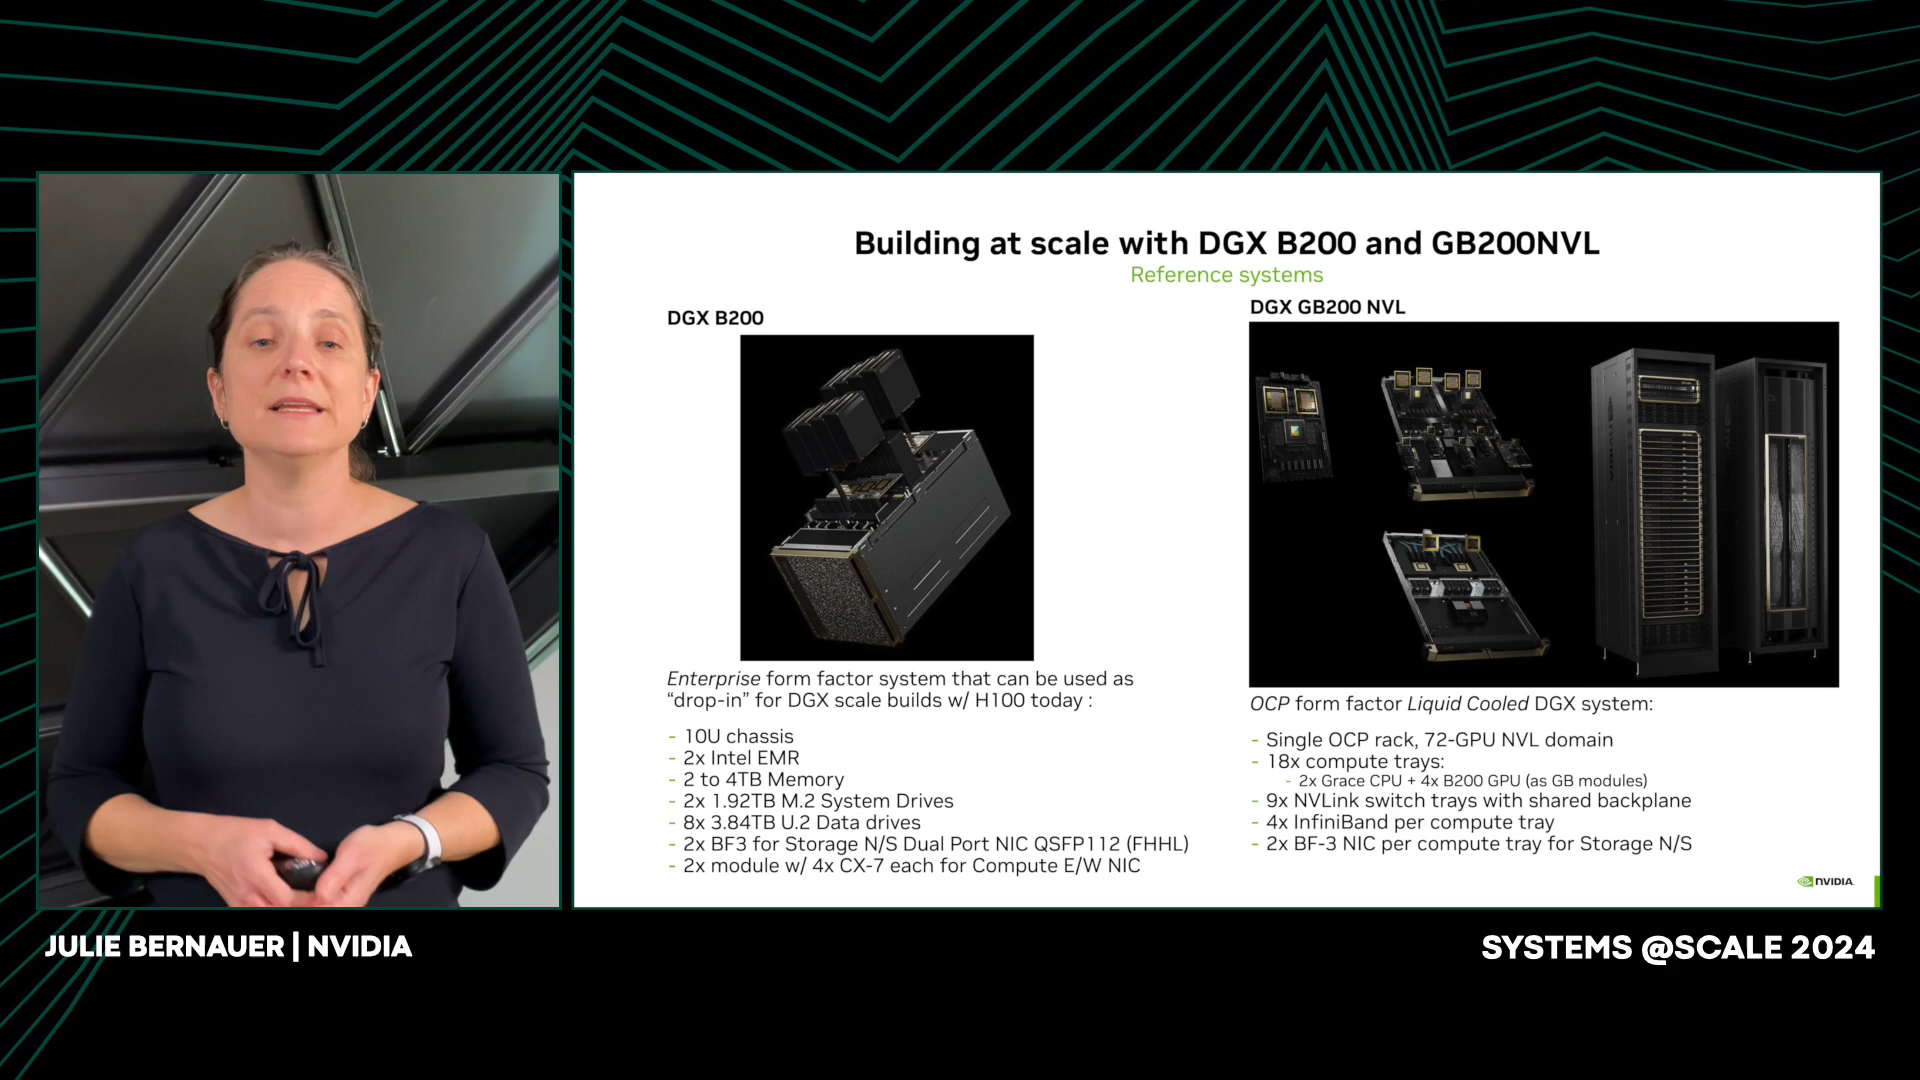 Building at scale with DGX B200 and GB200NVL
Reference systems
DGX B200
Enterprise form factor system that can be used as
“drop-in” for DGX scale builds w/ H100 today :
- 10U chassis
- 2x Intel EMR
- 2 to 4TB Memory
- 2x 1.92TB M.2 System Drives
- 8x 3.84TB U.2 Data drives
- 2x BF3 for Storage N/S Dual Port NIC QSFP112 (FHHL)
- 2x module w/ 4x CX-7 each for Compute E/W NIC
DGX GB200 NVL
OCP form factor Liquid Cooled DGX system:
- Single OCP rack, 72-GPU NVL domain
- 18x compute trays:
- 2x Grace CPU + 4x B200 GPU (as GB modules)
- 9x NVLink switch trays with shared backplane
- 4x InfiniBand per compute tray
- 2x BF-3 NIC per compute tray for Storage N/S
NVIDIA
JULIE BERNAUER | NVIDIA
SYSTEMS @SCALE 2024